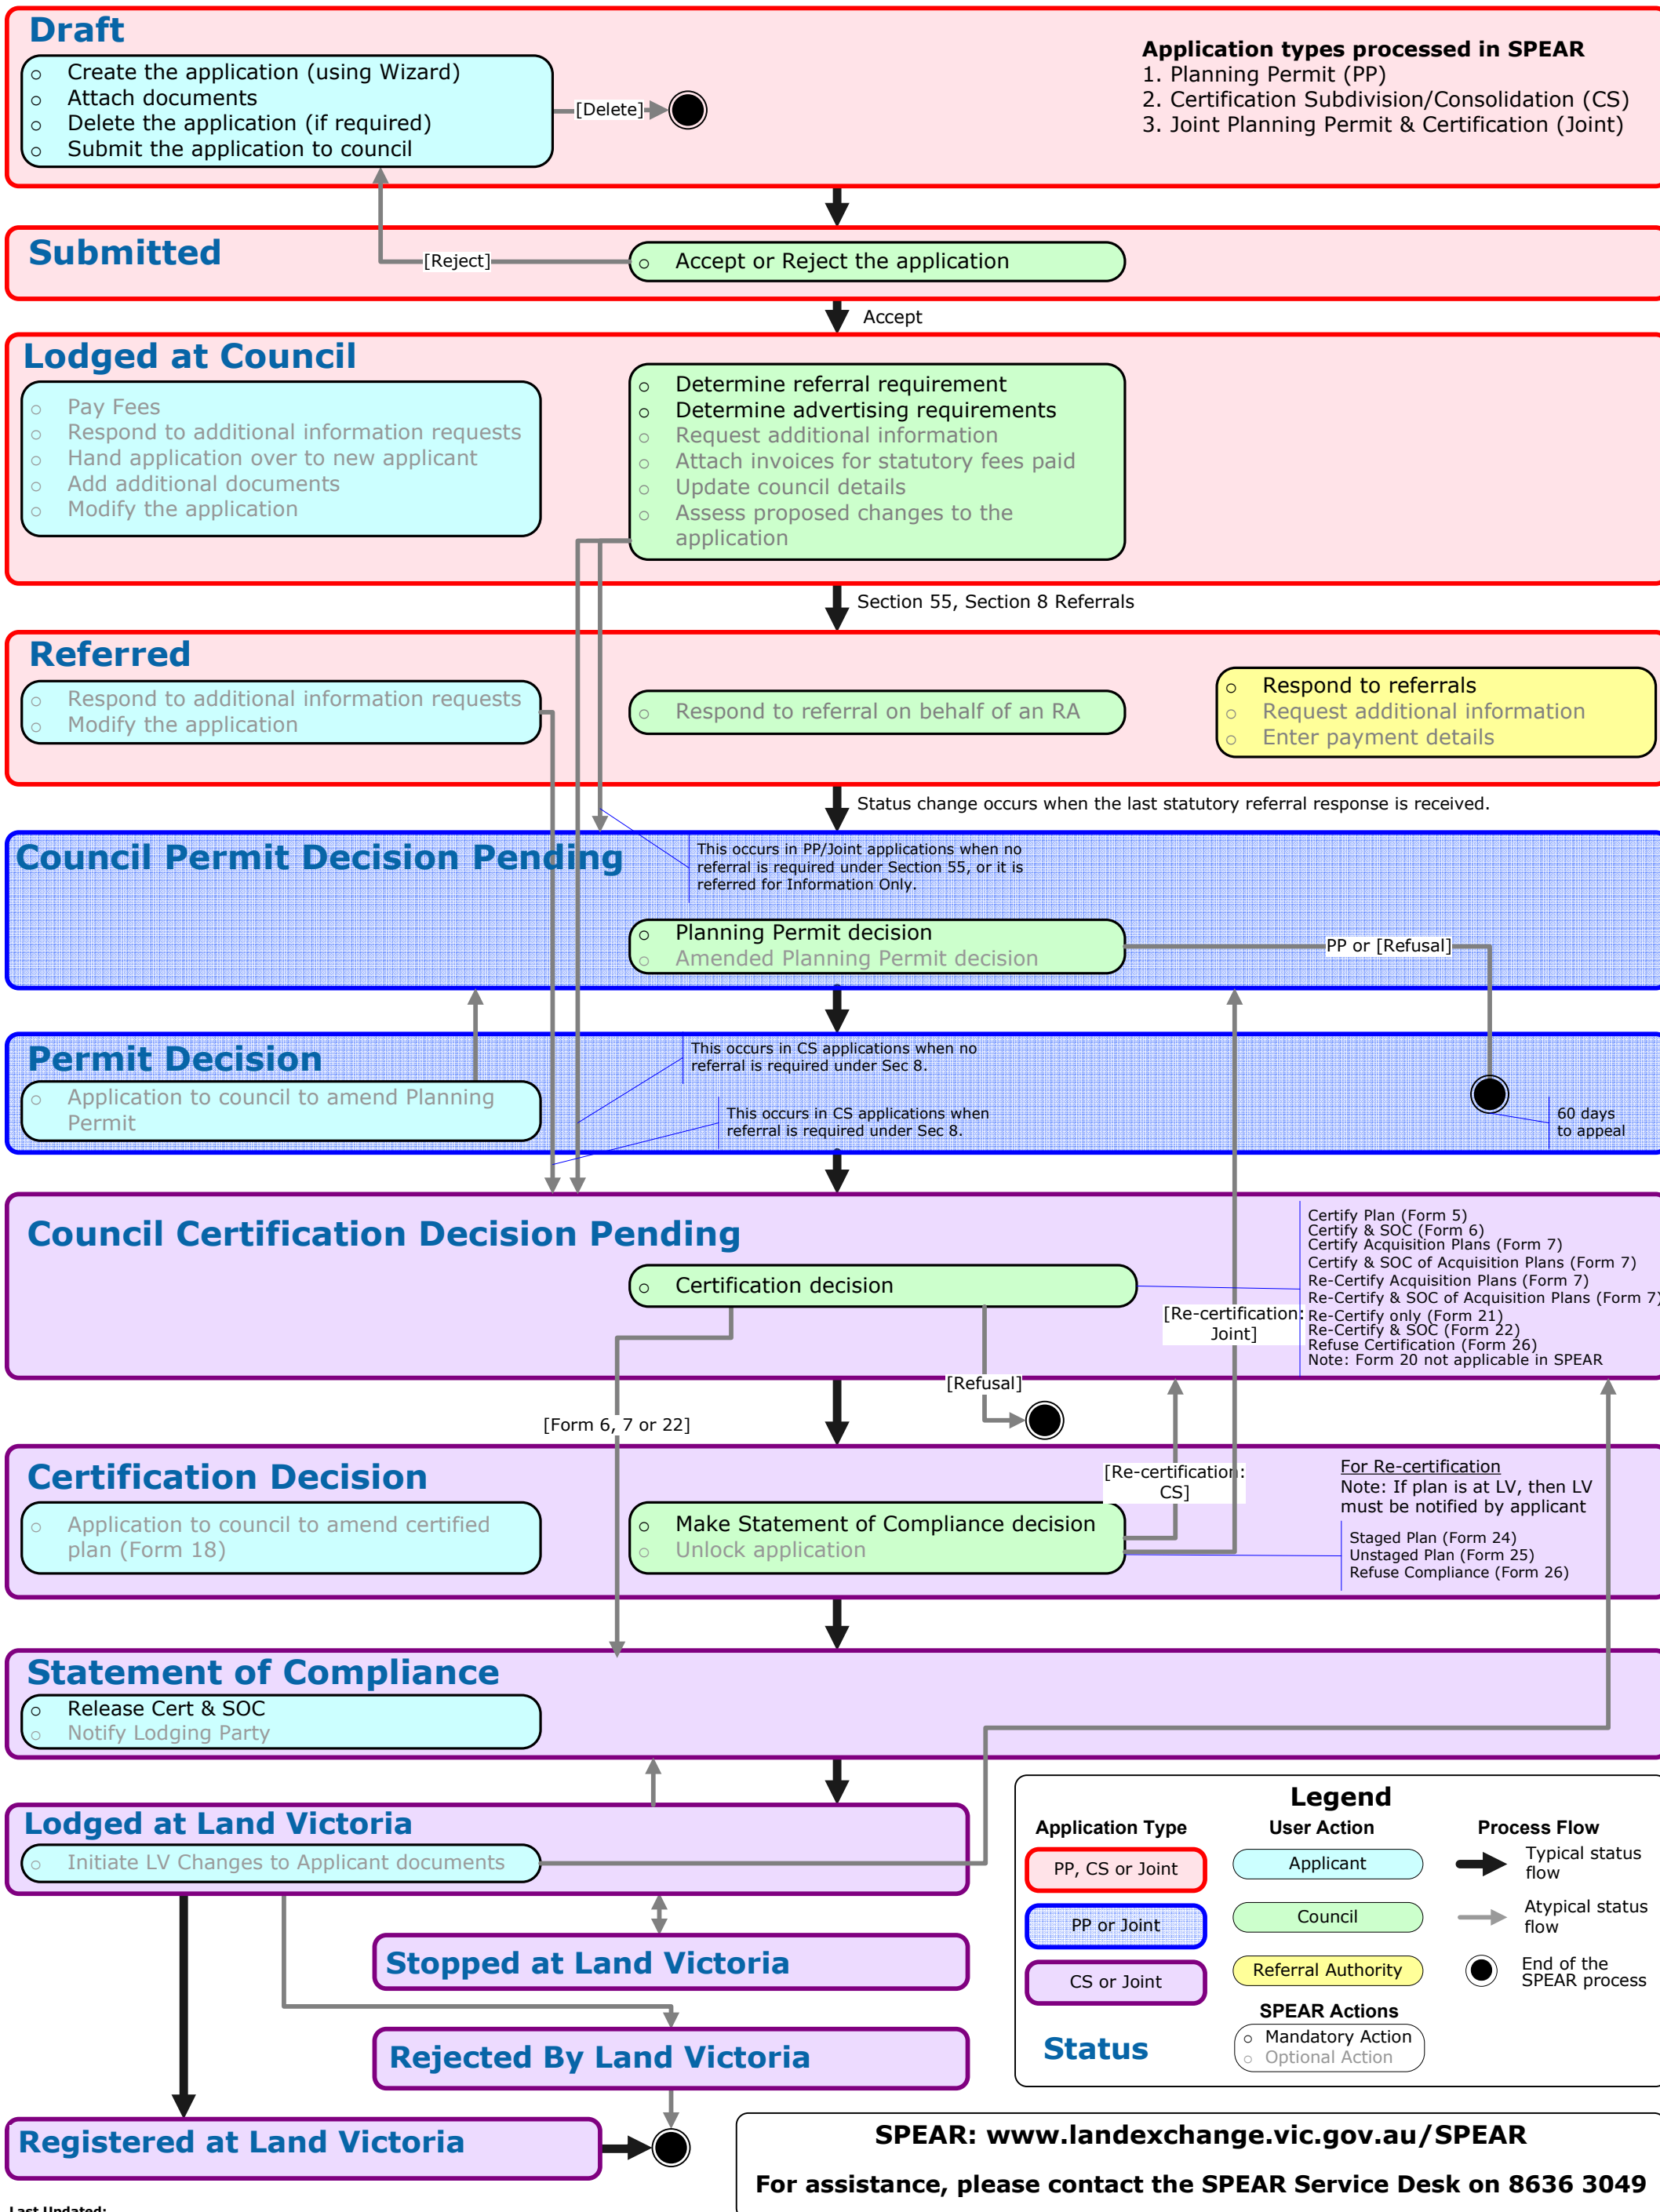 Draft
○ Create the application (using Wizard)
○ Attach documents
○ Delete the application (if required)
○ Submit the application to council
[Delete]
Application types processed in SPEAR
1. Planning Permit (PP)
2. Certification Subdivision/Consolidation (CS)
3. Joint Planning Permit & Certification (Joint)
Submitted
[Reject]
○ Accept or Reject the application
Accept
Lodged at Council
○ Pay Fees
○ Respond to additional information requests
○ Hand application over to new applicant
○ Add additional documents
○ Modify the application
○ Determine referral requirement
○ Determine advertising requirements
○ Request additional information
○ Attach invoices for statutory fees paid
○ Update council details
○ Assess proposed changes to the
application
Section 55, Section 8 Referrals
Referred
○ Respond to additional information requests
○ Modify the application
○ Respond to referral on behalf of an RA
○ Respond to referrals
○ Request additional information
○ Enter payment details
Status change occurs when the last statutory referral response is received.
Council Permit Decision Pending
This occurs in PP/Joint applications when no
referral is required under Section 55, or it is
referred for Information Only.
○ Planning Permit decision
○ Amended Planning Permit decision
PP or [Refusal]
Permit Decision
○ Application to council to amend Planning
Permit
This occurs in CS applications when no
referral is required under Sec 8.
This occurs in CS applications when
referral is required under Sec 8.
60 days
to appeal
Council Certification Decision Pending
○ Certification decision
Certify Plan (Form 5)
Certify & SOC (Form 6)
Certify Acquisition Plans (Form 7)
Certify & SOC of Acquisition Plans (Form 7)
Re-Certify Acquisition Plans (Form 7)
Re-Certify & SOC of Acquisition Plans (Form 7)
Re-Certify only (Form 21)
Re-Certify & SOC (Form 22)
Refuse Certification (Form 26)
Note: Form 20 not applicable in SPEAR
[Re-certification:
Joint]
[Refusal]
[Form 6, 7 or 22]
Certification Decision
○ Application to council to amend certified
plan (Form 18)
○ Make Statement of Compliance decision
○ Unlock application
[Re-certification:
CS]
For Re-certification
Note: If plan is at LV, then LV
must be notified by applicant
Staged Plan (Form 24)
Unstaged Plan (Form 25)
Refuse Compliance (Form 26)
Statement of Compliance
○ Release Cert & SOC
○ Notify Lodging Party
Lodged at Land Victoria
○ Initiate LV Changes to Applicant documents
Stopped at Land Victoria
Rejected By Land Victoria
Registered at Land Victoria
Legend
Application Type
PP, CS or Joint
PP or Joint
CS or Joint
Status
User Action
Applicant
Council
Referral Authority
SPEAR Actions
○ Mandatory Action
○ Optional Action
Process Flow
Typical status
flow
Atypical status
flow
End of the
SPEAR process
SPEAR: www.landexchange.vic.gov.au/SPEAR
For assistance, please contact the SPEAR Service Desk on 8636 3049
Last Updated: